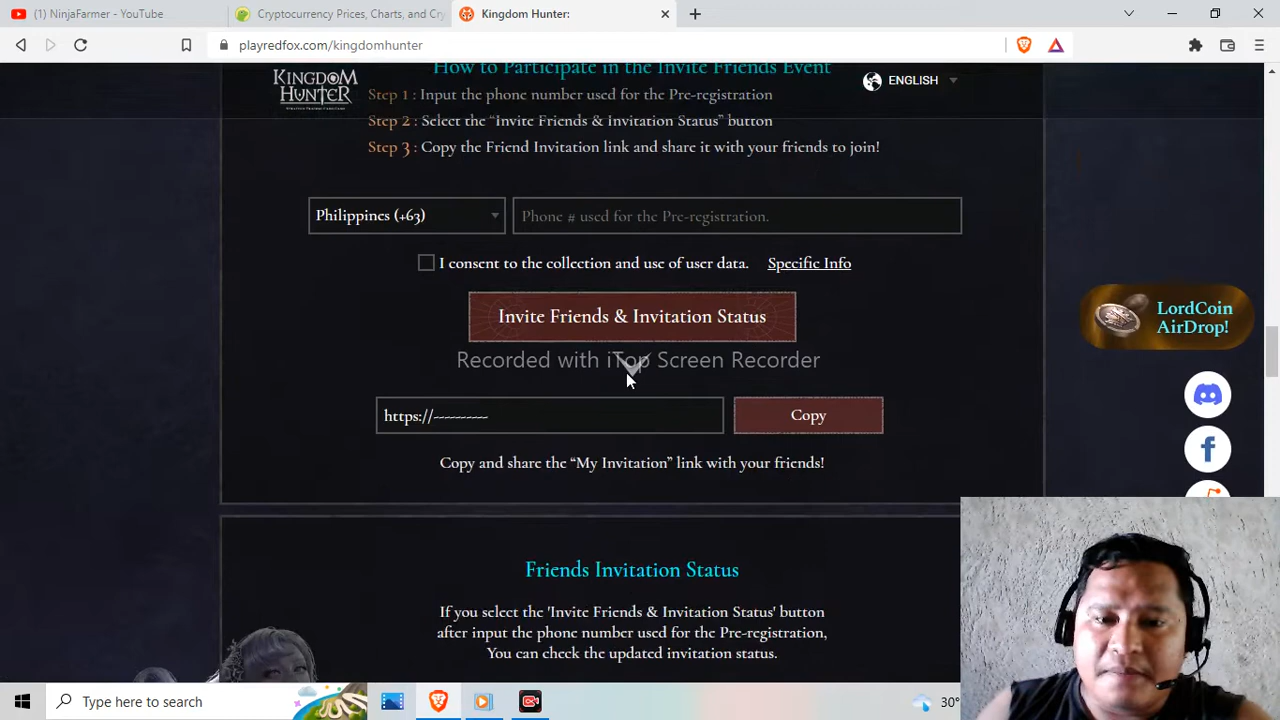 (1) NinjaFarmer - YouTube
Cryptocurrency Prices, Charts, and Cry
Kingdom Hunter:
playredfox.com/kingdomhunter
How to Participate in the Invite Friends Event
KINGDOM HUNTER
ENGLISH
Step 1 : Input the phone number used for the Pre-registration
Step 2 : Select the “Invite Friends & Invitation Status” button
Step 3 : Copy the Friend Invitation link and share it with your friends to join!
Philippines (+63)
Phone # used for the Pre-registration.
I consent to the collection and use of user data. Specific Info
Invite Friends & Invitation Status
LordCoin
AirDrop!
Recorded with iTop Screen Recorder
https://----------
Copy
Copy and share the “My Invitation” link with your friends!
Friends Invitation Status
If you select the 'Invite Friends & Invitation Status' button
after input the phone number used for the Pre-registration,
You can check the updated invitation status.
Type here to search
30°